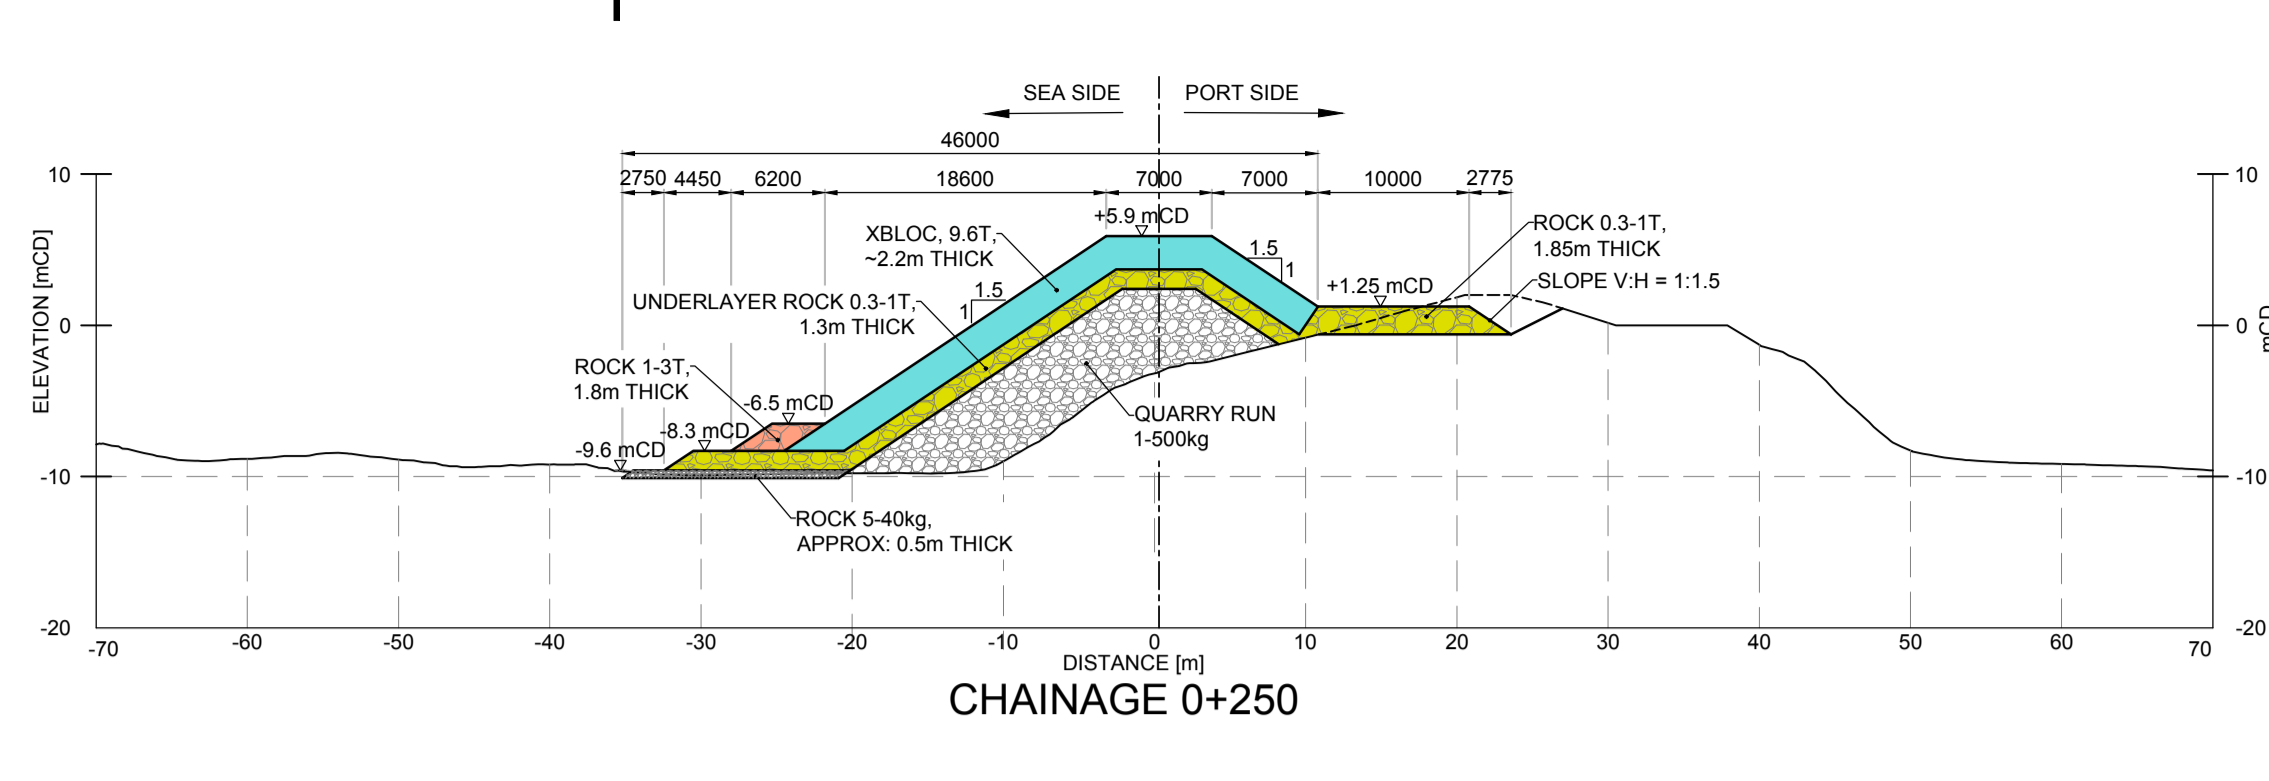 SEA SIDE PORT SIDE
46000
2750 4450 6200 18600 7000 7000 10000 2775
10 10
+5.9 mCD
XBLOC, 9.6T,
~2.2m THICK
ROCK 0.3-1T,
1.85m THICK
1.5
1
SLOPE V:H = 1:1.5
+1.25 mCD
1.5
1
UNDERLAYER ROCK 0.3-1T,
1.3m THICK
ELEVATION [mCD]
0 0
mCD
ROCK 1-3T,
1.8m THICK
-6.5 mCD
-8.3 mCD
-9.6 mCD
QUARRY RUN
1-500kg
-10 -10
ROCK 5-40kg,
APPROX: 0.5m THICK
-20 -20
-70 -60 -50 -40 -30 -20 -10 0 10 20 30 40 50 60 70
DISTANCE [m]
CHAINAGE 0+250